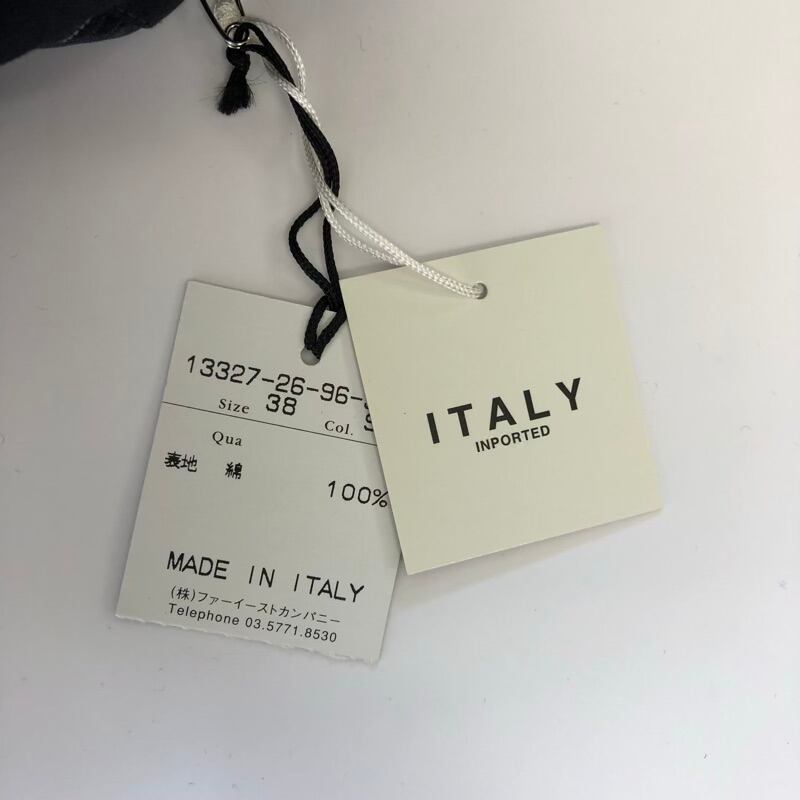 13327-26-96-
Size 38 Col.
Qua
表地 綿
100%
MADE IN ITALY
(株)ファーイーストカンパニー
Telephone 03.5771.8530
ITALY
INPORTED